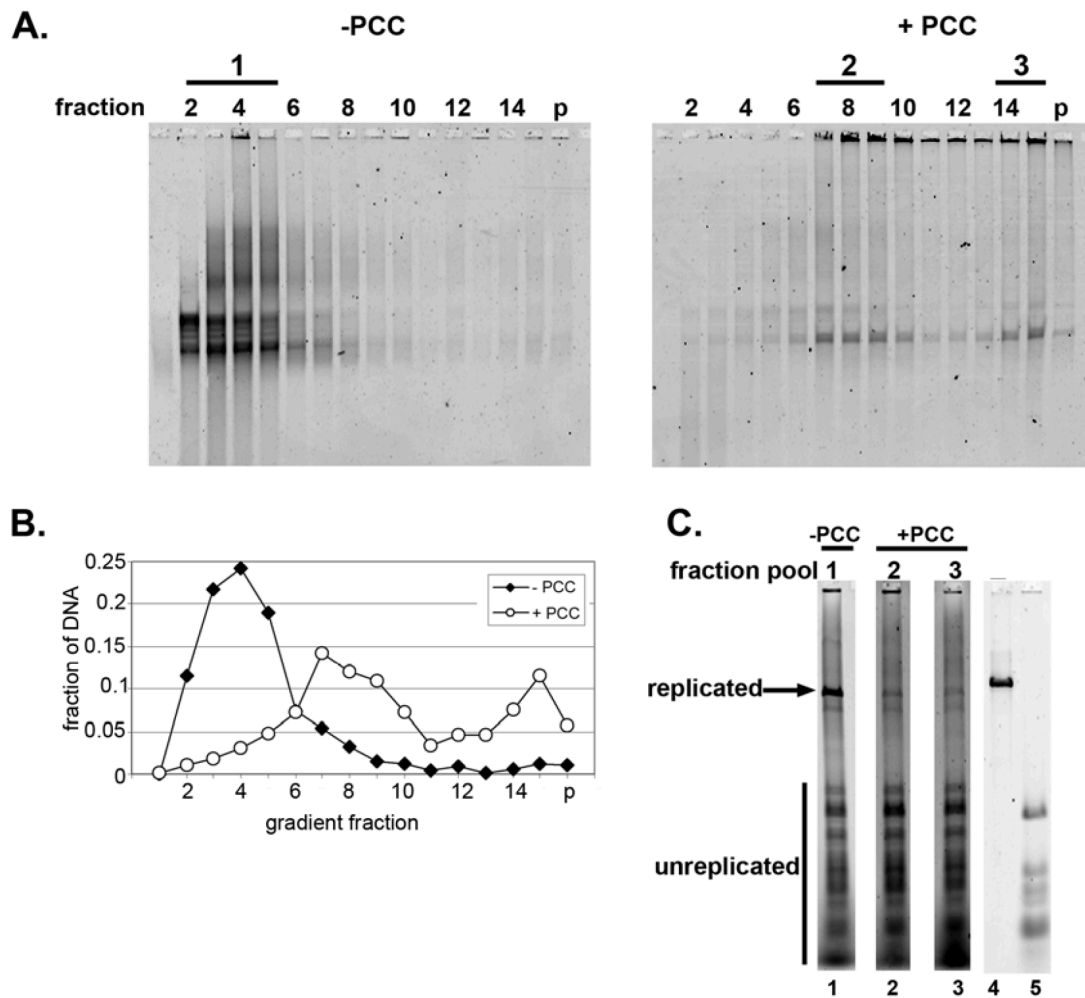 A.
-PCC
+ PCC
1
2
3
fraction 2 4 6 8 10 12 14 p
2 4 6 8 10 12 14 p
B.
0.25
0.2
0.15
0.1
0.05
0
fraction of DNA
- PCC
+ PCC
2 4 6 8 10 12 14 p
gradient fraction
C.
-PCC +PCC
fraction pool 1 2 3
replicated
unreplicated
1 2 3 4 5